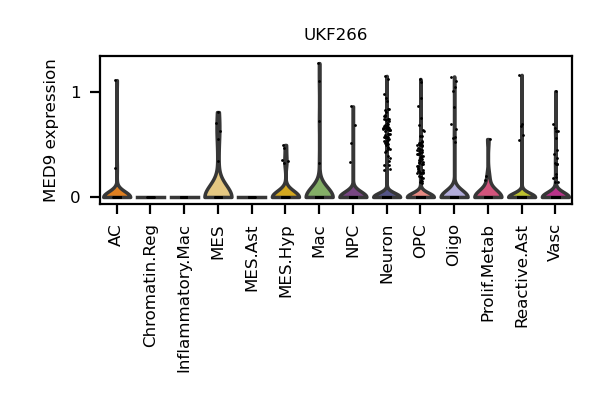 UKF266
MED9 expression
1
0
AC
Chromatin.Reg
Inflammatory.Mac
MES
MES.Ast
MES.Hyp
Mac
NPC
Neuron
OPC
Oligo
Prolif.Metab
Reactive.Ast
Vasc